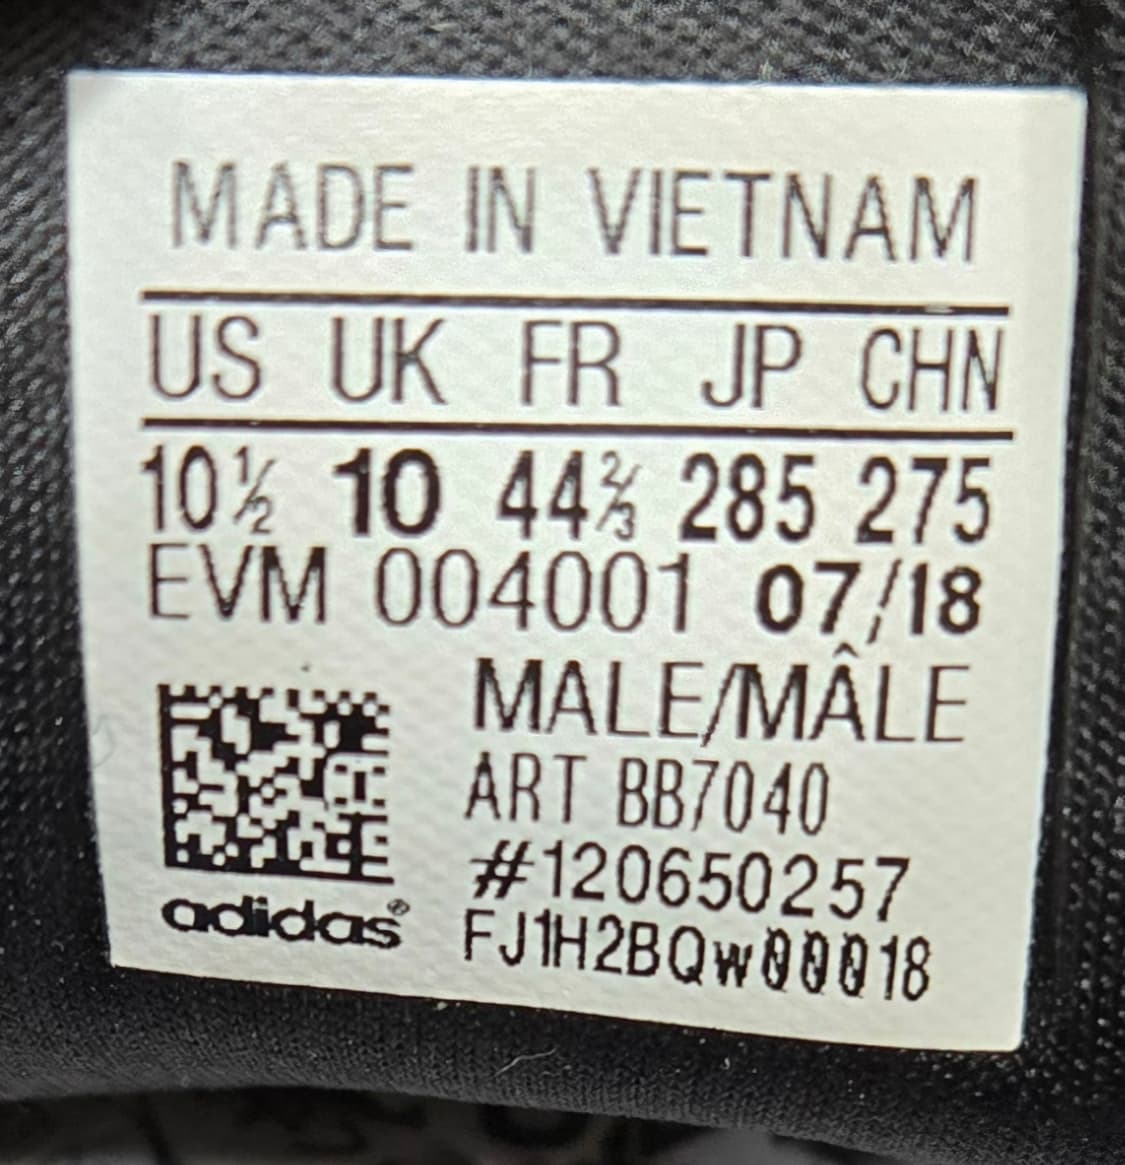 MADE IN VIETNAM
US UK FR JP CHN
10½ 10 44⅔ 285 275
EVM 004001 07/18
MALE/MÂLE
ART BB7040
#120650257
adidas®
FJ1H2BQw00018